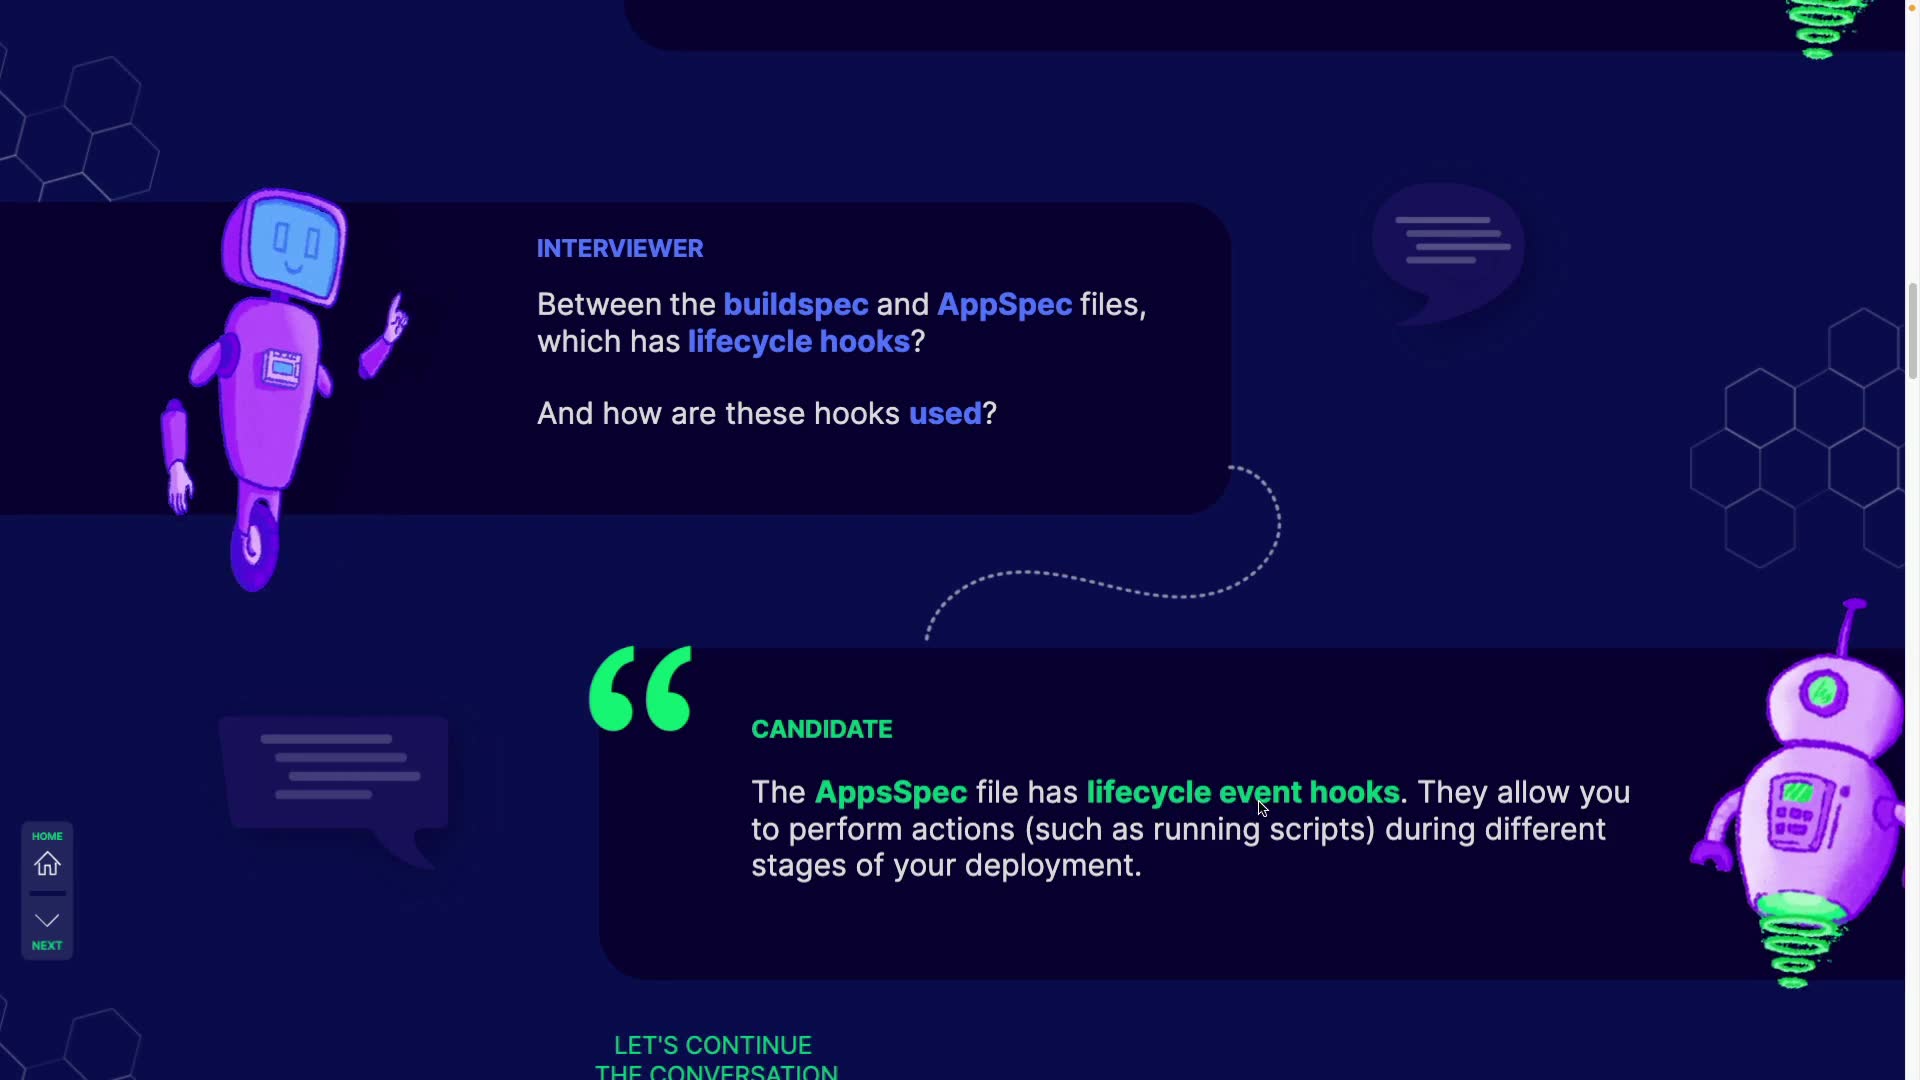 INTERVIEWER
Between the buildspec and AppSpec files,
which has lifecycle hooks?
And how are these hooks used?
CANDIDATE
The AppsSpec file has lifecycle event hooks. They allow you
to perform actions (such as running scripts) during different
stages of your deployment.
HOME
NEXT
LET'S CONTINUE
THE CONVERSATION